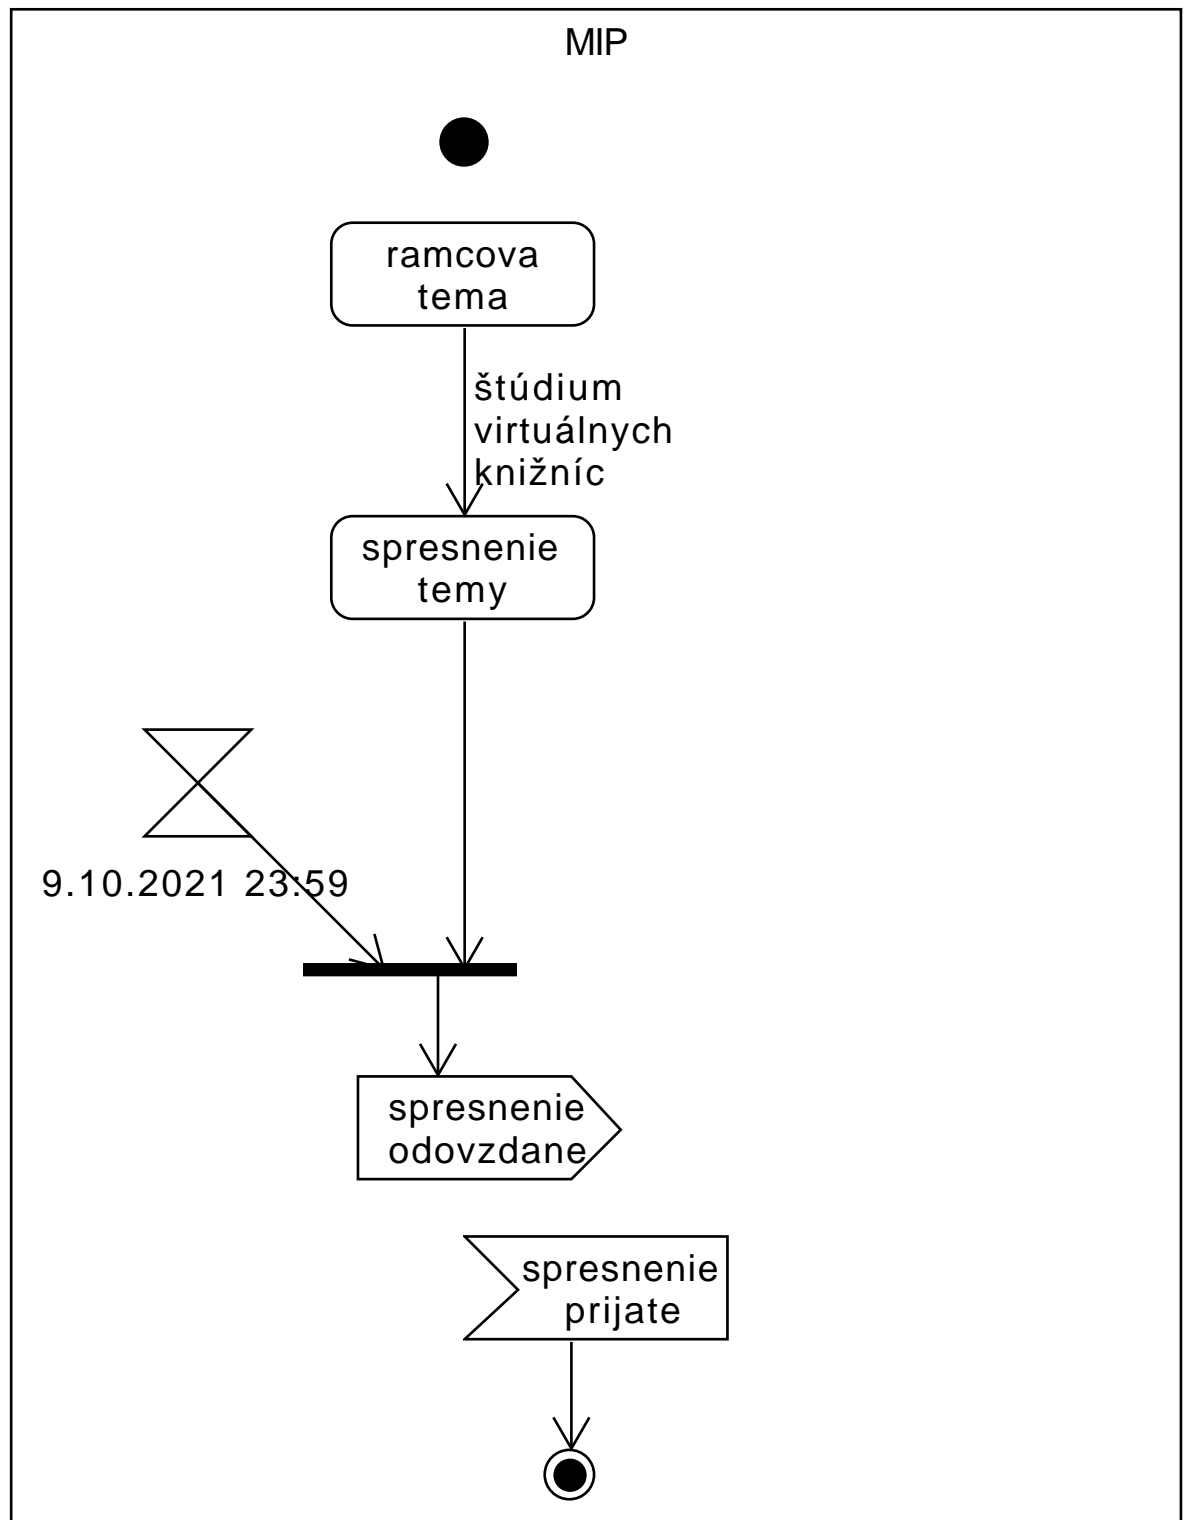 MIP
ramcova
tema
štúdium
virtuálnych
knižníc
spresnenie
temy
9.10.2021 23:59
spresnenie
odovzdane
spresnenie
prijate